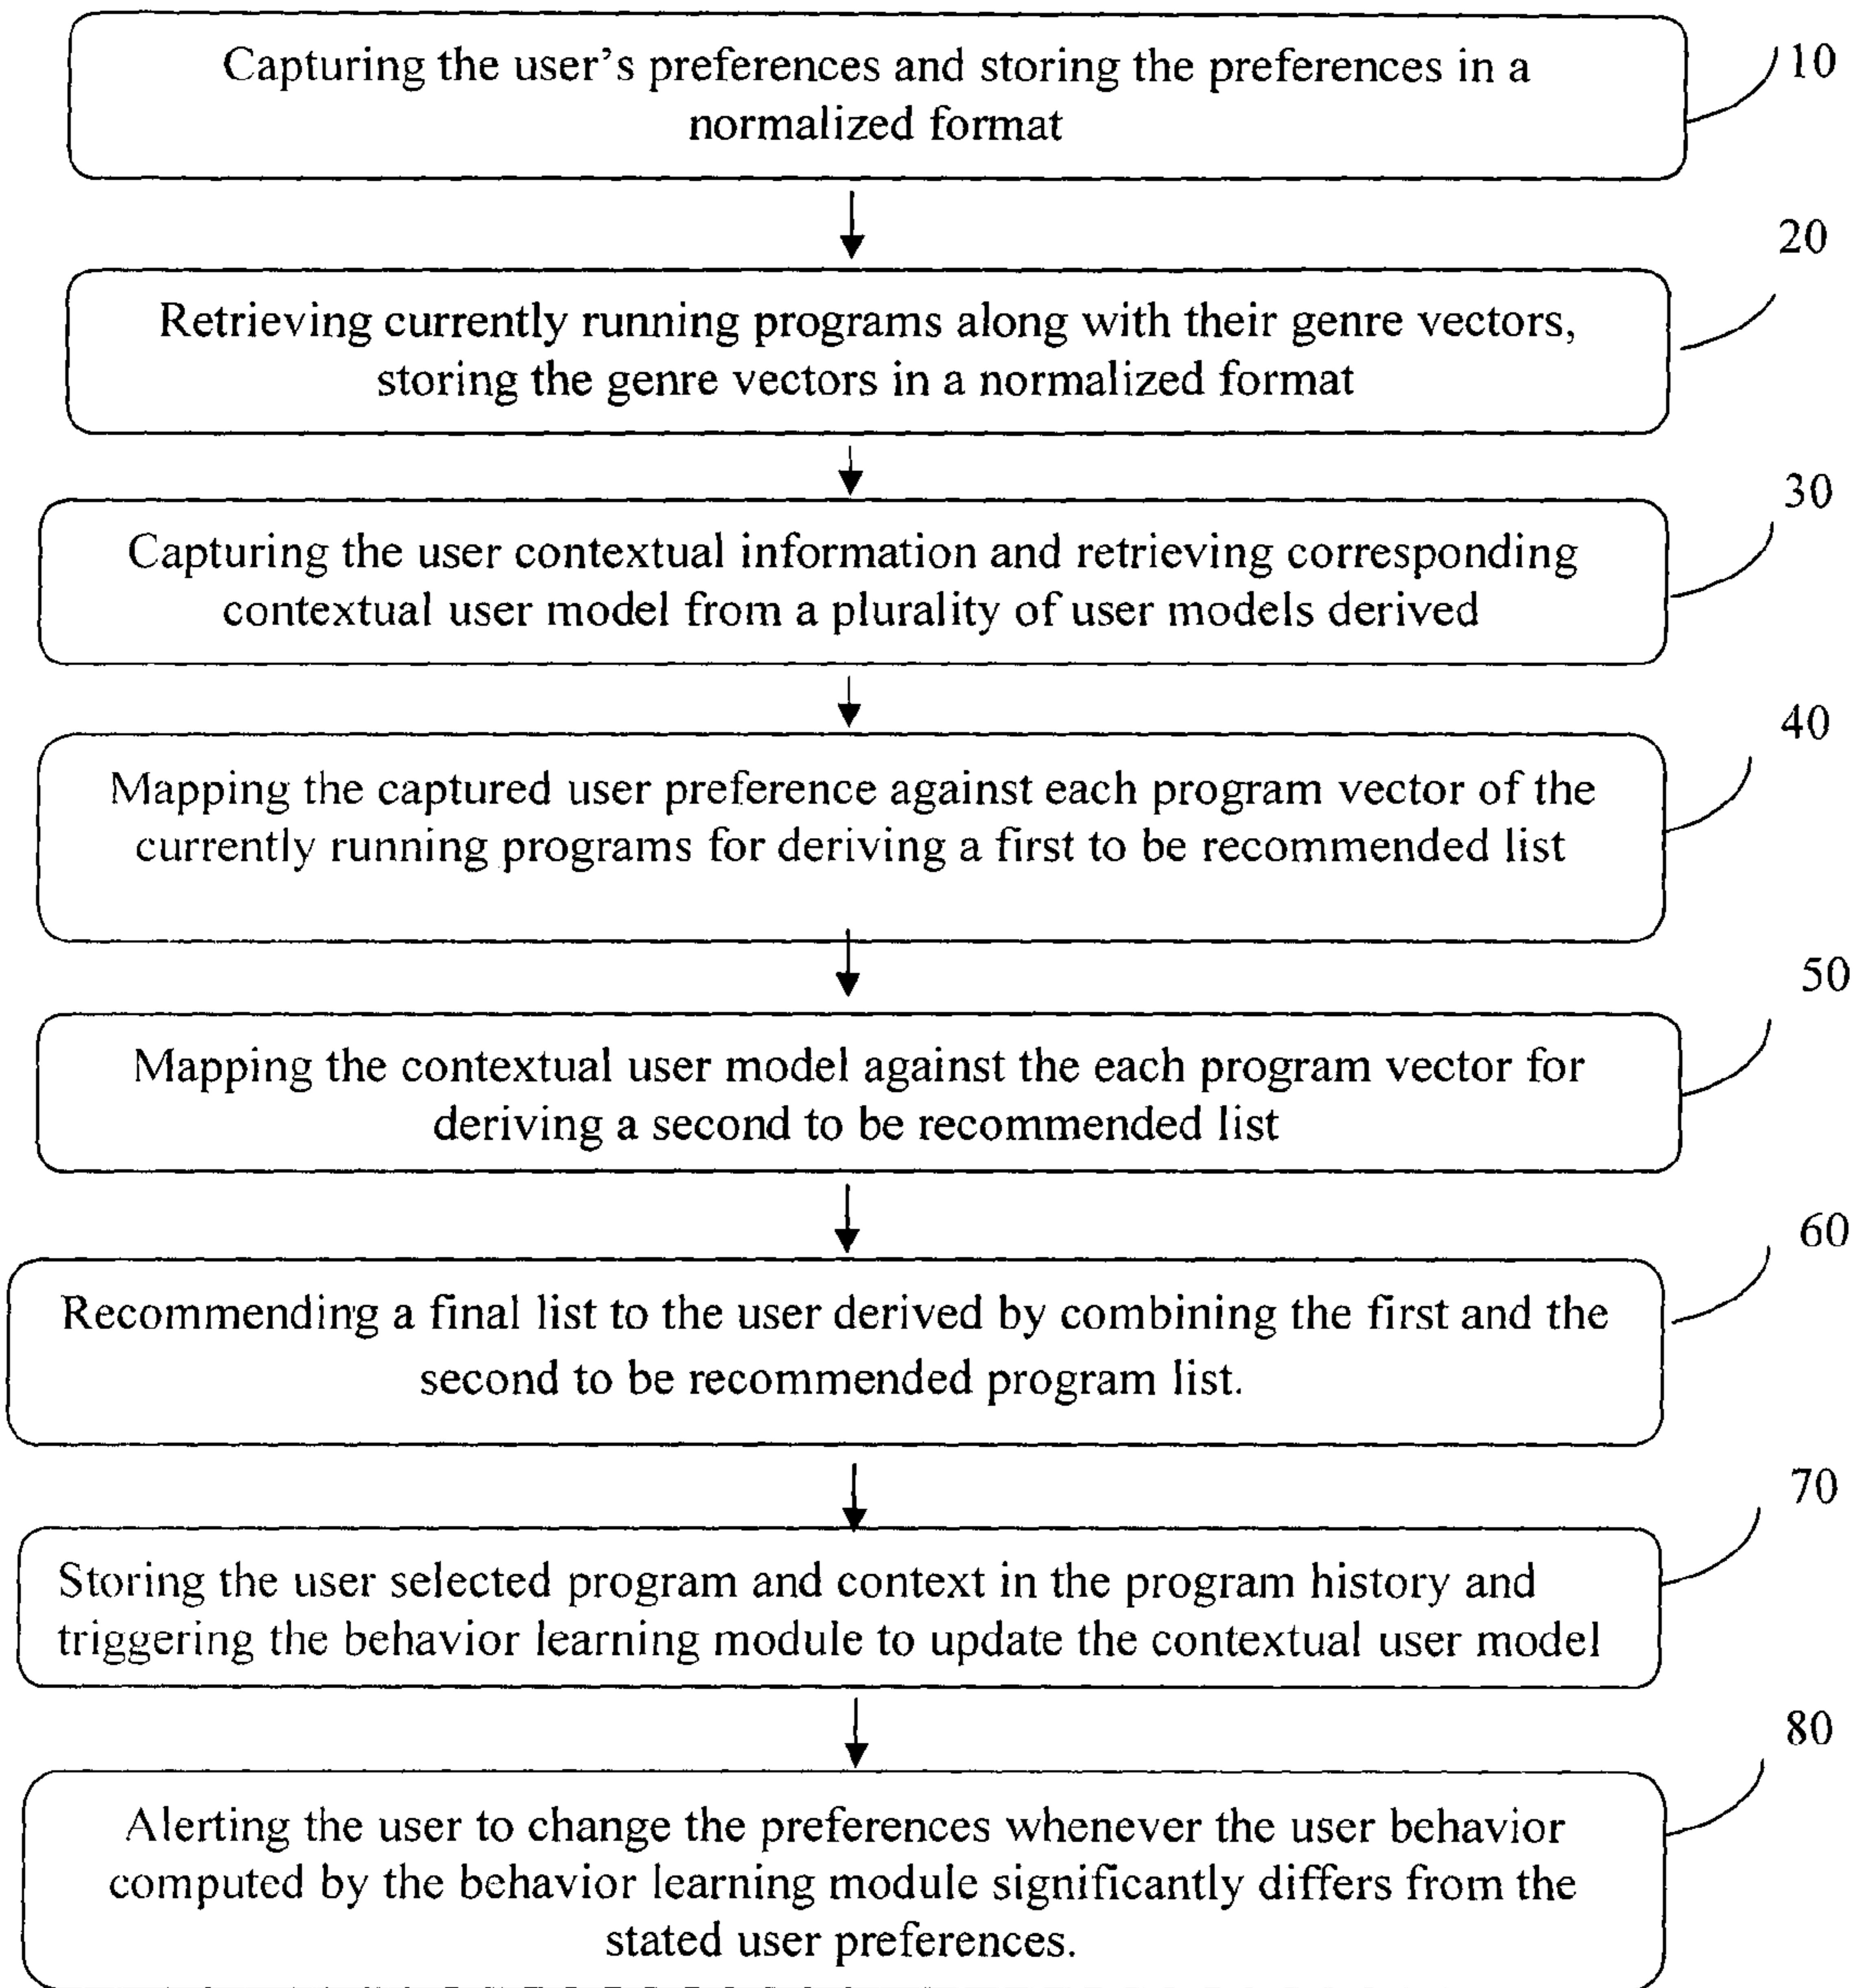 Capturing the user's preferences and storing the preferences in a
normalized format
10
Retrieving currently running programs along with their genre vectors,
storing the genre vectors in a normalized format
20
Capturing the user contextual information and retrieving corresponding
contextual user model from a plurality of user models derived
30
Mapping the captured user preference against each program vector of the
currently running programs for deriving a first to be recommended list
40
Mapping the contextual user model against the each program vector for
deriving a second to be recommended list
50
Recommending a final list to the user derived by combining the first and the
second to be recommended program list.
60
Storing the user selected program and context in the program history and
triggering the behavior learning module to update the contextual user model
70
Alerting the user to change the preferences whenever the user behavior
computed by the behavior learning module significantly differs from the
stated user preferences.
80